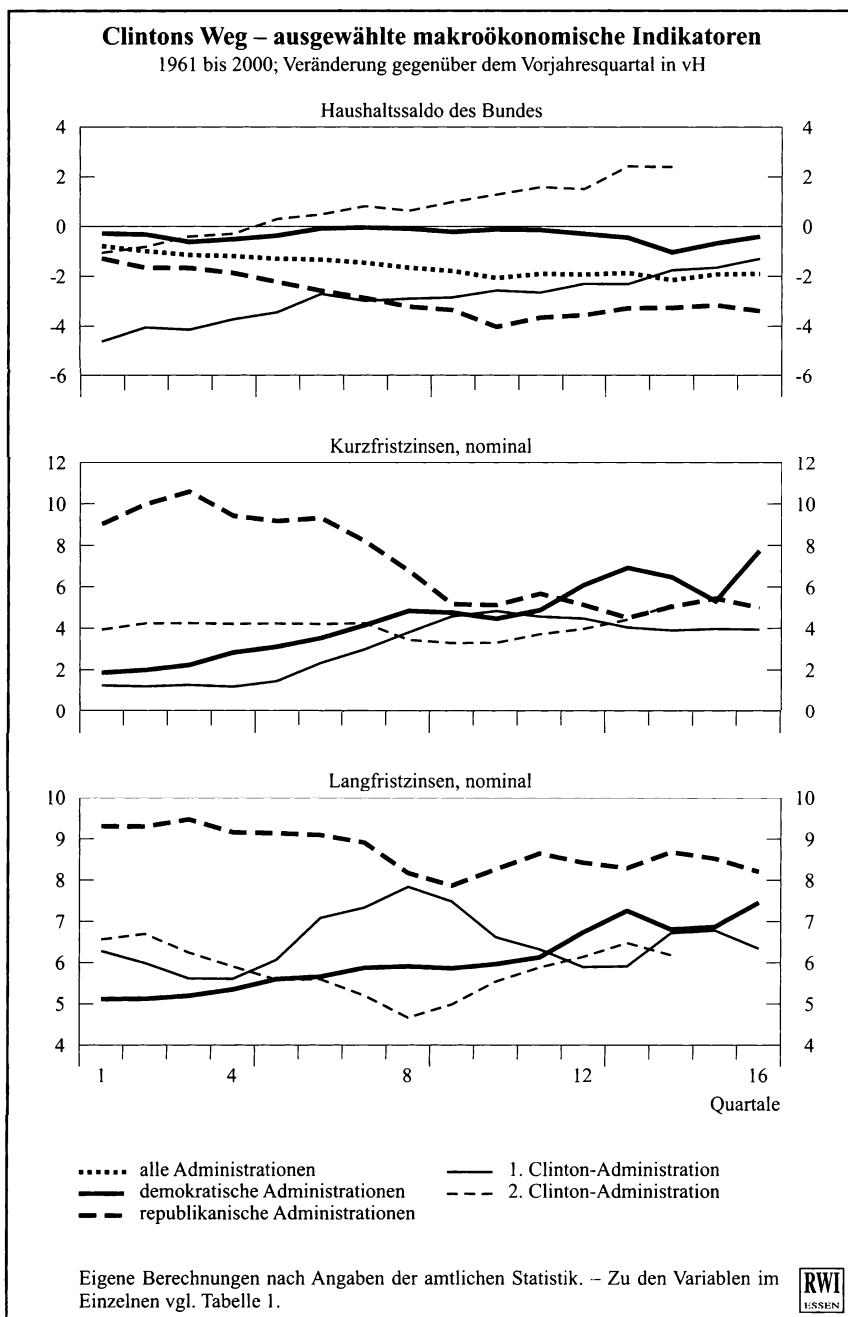 Clintons Weg – ausgewählte makroökonomische Indikatoren
1961 bis 2000; Veränderung gegenüber dem Vorjahresquartal in vH
Haushaltssaldo des Bundes
4 4
2 2
0 0
-2 -2
-4 -4
-6 -6
Kurzfristzinsen, nominal
12 12
10 10
8 8
6 6
4 4
2 2
0 0
Langfristzinsen, nominal
10 10
9 9
8 8
7 7
6 6
5 5
4 4
1 4 8 12 16
Quartale
alle Administrationen
demokratische Administrationen
republikanische Administrationen
1. Clinton-Administration
2. Clinton-Administration
Eigene Berechnungen nach Angaben der amtlichen Statistik. – Zu den Variablen im
Einzelnen vgl. Tabelle 1.
RWI
ESSEN